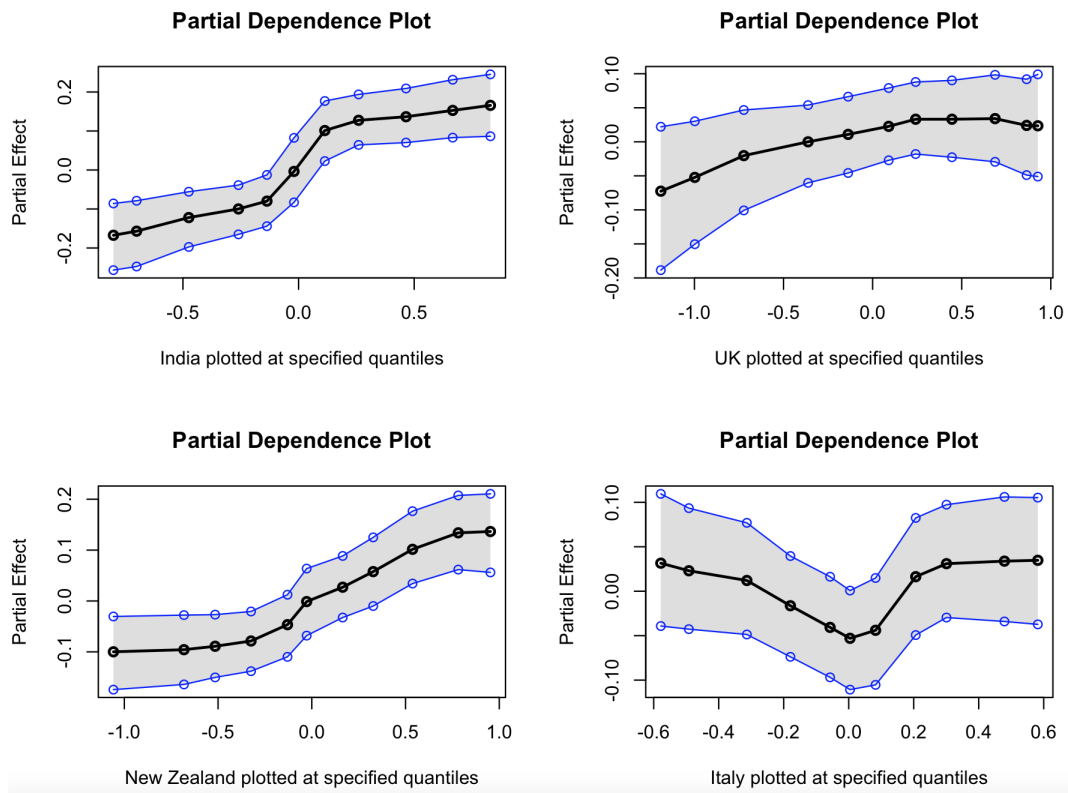 Partial Dependence Plot
Partial Effect
0.2
0.0
-0.2
-0.5
0.0
0.5
India plotted at specified quantiles
Partial Dependence Plot
Partial Effect
0.10
0.00
-0.10
-0.20
-1.0
-0.5
0.0
0.5
1.0
UK plotted at specified quantiles
Partial Dependence Plot
Partial Effect
0.2
0.1
0.0
-0.1
-1.0
-0.5
0.0
0.5
1.0
New Zealand plotted at specified quantiles
Partial Dependence Plot
Partial Effect
0.10
0.00
-0.10
-0.6
-0.4
-0.2
0.0
0.2
0.4
0.6
Italy plotted at specified quantiles